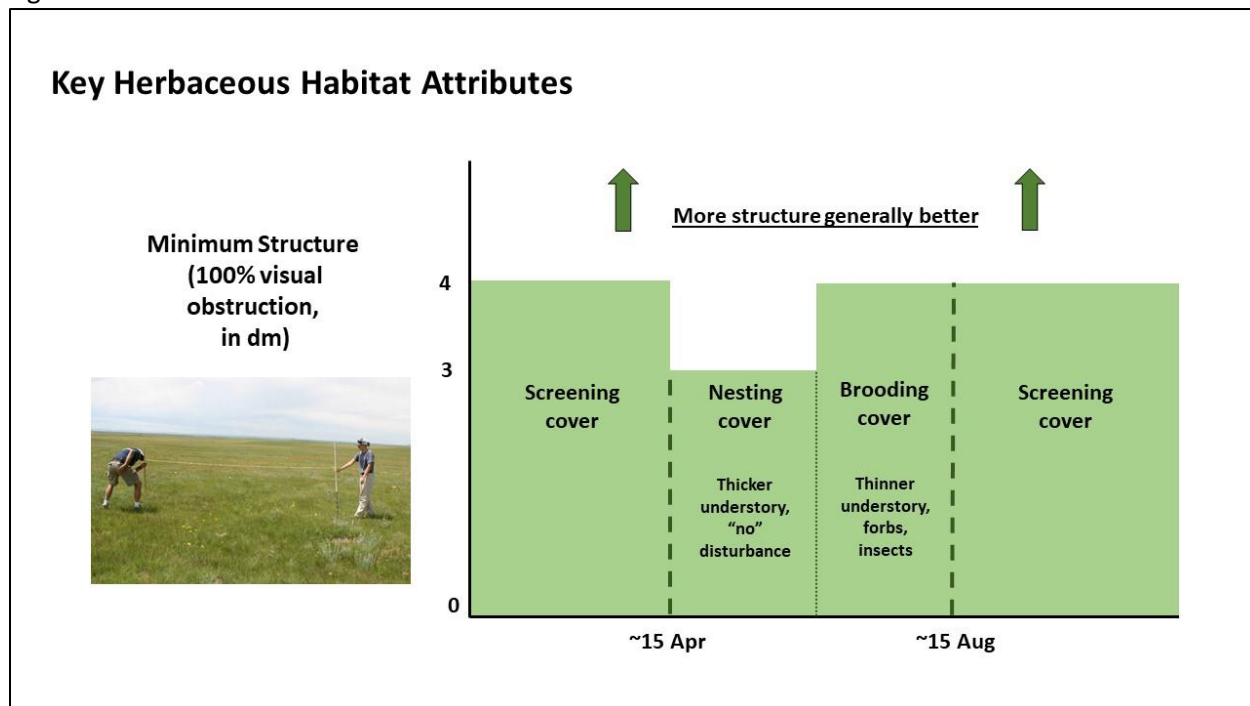 Key Herbaceous Habitat Attributes
More structure generally better
Minimum Structure
(100% visual
obstruction,
in dm)
4
3
0
Screening
cover
Nesting
cover
Thicker
understory,
“no”
disturbance
Brooding
cover
Thinner
understory,
forbs,
insects
Screening
cover
~15 Apr
~15 Aug